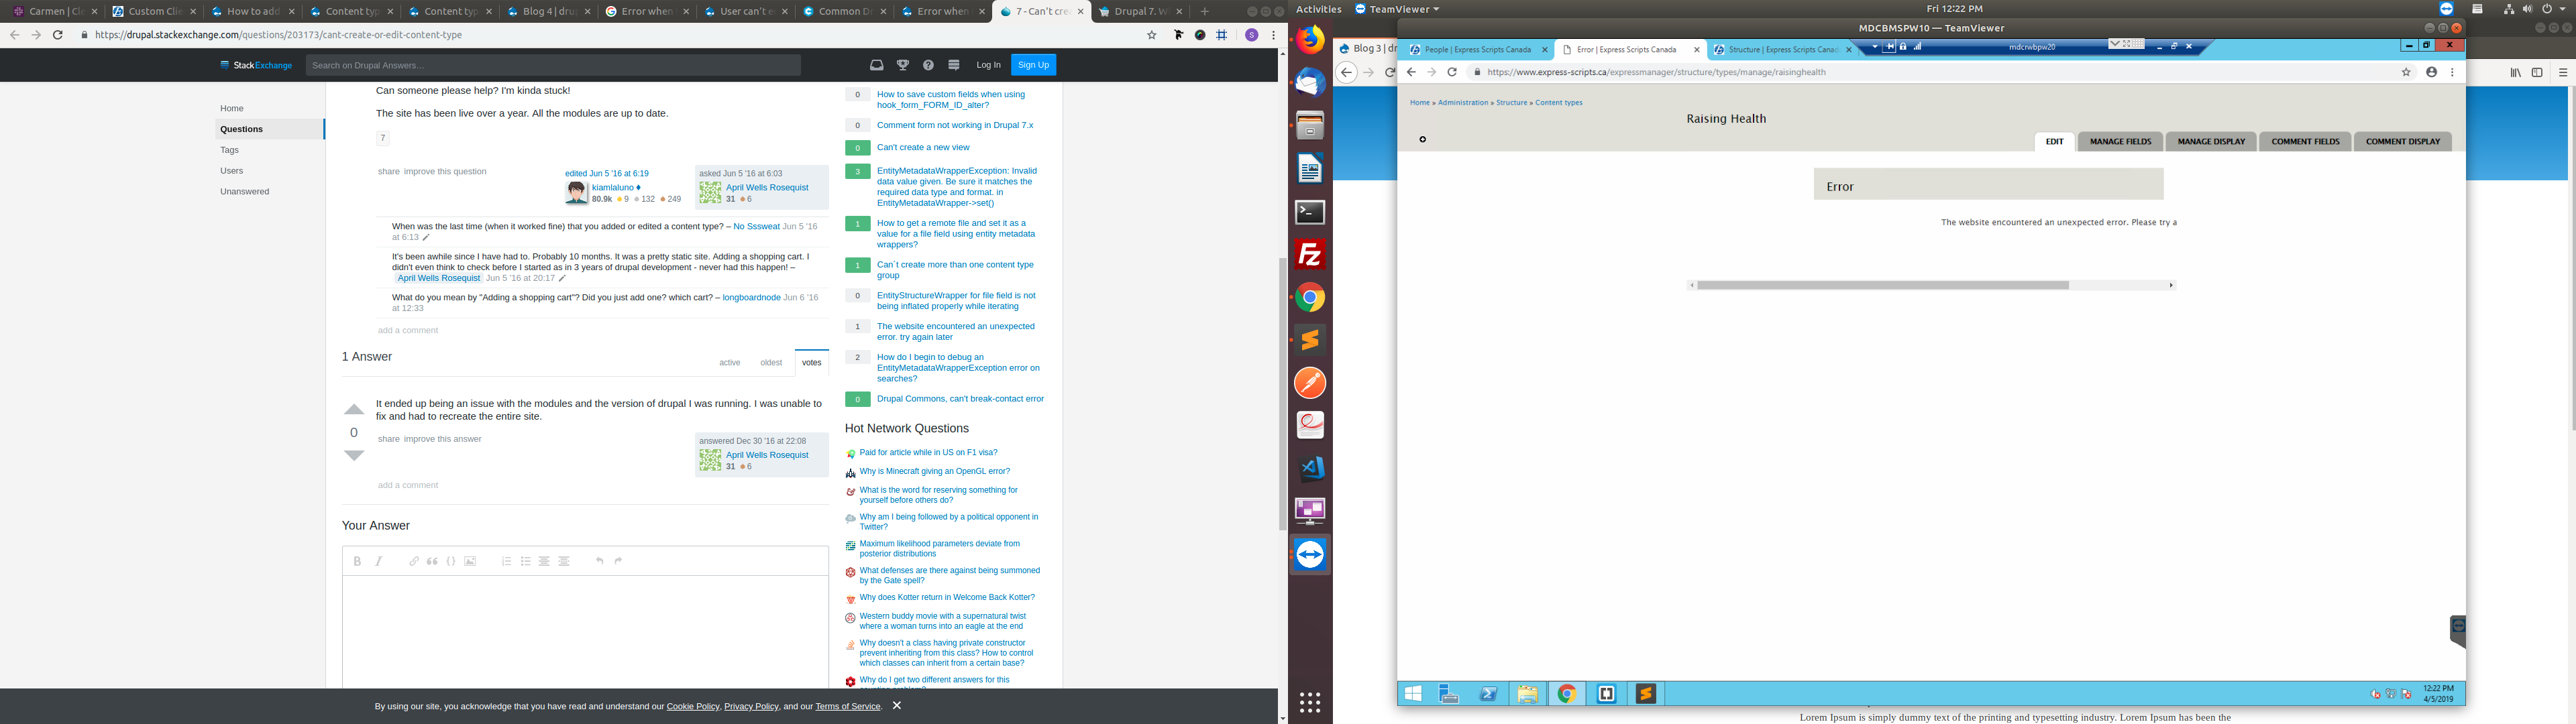 Carmen | Cle
Custom Clie
How to add
Content typ
Content typ
Blog 4 | drup
Error when
User can't e
Common Dr
Error when
7 - Can't cre
Drupal 7. W
https://drupal.stackexchange.com/questions/203173/cant-create-or-edit-content-type
StackExchange
Search on Drupal Answers…
Log In
Sign Up
Home
Questions
Tags
Users
Unanswered
Can someone please help? I'm kinda stuck!
The site has been live over a year. All the modules are up to date.
7
share improve this question
edited Jun 5 '16 at 6:19
kiamlaluno ♦
80.9k 9 132 249
asked Jun 5 '16 at 6:03
April Wells Rosequist
31 6
When was the last time (when it worked fine) that you added or edited a content type? – No Sssweat Jun 5 '16
at 6:13
It's been awhile since I have had to. Probably 10 months. It was a pretty static site. Adding a shopping cart. I
didn't even think to check before I started as in 3 years of drupal development - never had this happen! –
April Wells Rosequist Jun 5 '16 at 20:17
What do you mean by "Adding a shopping cart"? Did you just add one? which cart? – longboardnode Jun 6 '16
at 12:33
add a comment
1 Answer
active
oldest
votes
0
It ended up being an issue with the modules and the version of drupal I was running. I was unable to
fix and had to recreate the entire site.
share improve this answer
answered Dec 30 '16 at 22:08
April Wells Rosequist
31 6
add a comment
Your Answer
0 How to save custom fields when using
hook_form_FORM_ID_alter?
0 Comment form not working in Drupal 7.x
0 Can't create a new view
3 EntityMetadataWrapperException: Invalid
data value given. Be sure it matches the
required data type and format. in
EntityMetadataWrapper->set()
1 How to get a remote file and set it as a
value for a file field using entity metadata
wrappers?
1 Can´t create more than one content type
group
0 EntityStructureWrapper for file field is not
being inflated properly while iterating
1 The website encountered an unexpected
error. try again later
2 How do I begin to debug an
EntityMetadataWrapperException error on
searches?
0 Drupal Commons, can't break-contact error
Hot Network Questions
Paid for article while in US on F1 visa?
Why is Minecraft giving an OpenGL error?
What is the word for reserving something for
yourself before others do?
Why am I being followed by a political opponent in
Twitter?
Maximum likelihood parameters deviate from
posterior distributions
What defenses are there against being summoned
by the Gate spell?
Why does Kotter return in Welcome Back Kotter?
Western buddy movie with a supernatural twist
where a woman turns into an eagle at the end
Why doesn't a class having private constructor
prevent inheriting from this class? How to control
which classes can inherit from a certain base?
Why do I get two different answers for this
By using our site, you acknowledge that you have read and understand our Cookie Policy, Privacy Policy, and our Terms of Service.
Activities
TeamViewer
Fri 12:22 PM
Blog 3 | dr
MDCBMSPW10 — TeamViewer
People | Express Scripts Canada
Error | Express Scripts Canada
Structure | Express Scripts Canada
mdcrwbpw20
https://www.express-scripts.ca/expressmanager/structure/types/manage/raisinghealth
Home » Administration » Structure » Content types
Raising Health
EDIT
MANAGE FIELDS
MANAGE DISPLAY
COMMENT FIELDS
COMMENT DISPLAY
Error
The website encountered an unexpected error. Please try a
12:22 PM
4/5/2019
Lorem Ipsum is simply dummy text of the printing and typesetting industry. Lorem Ipsum has been the